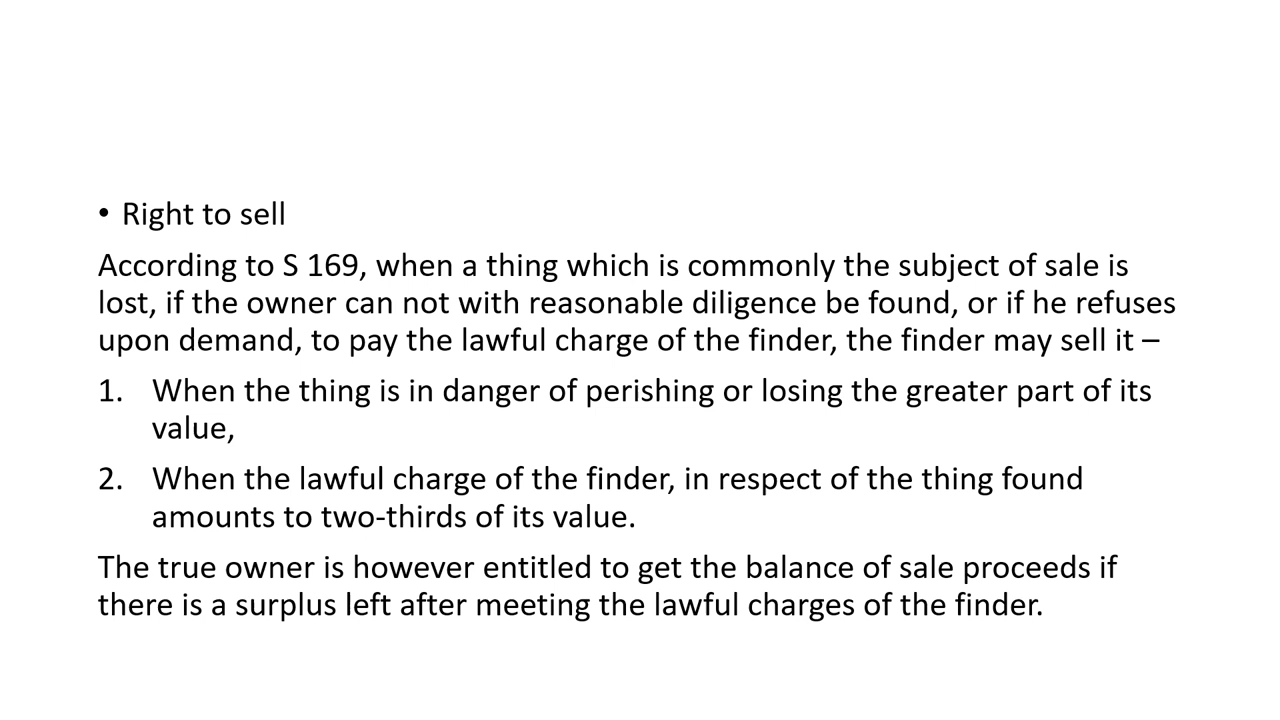 • Right to sell
According to S 169, when a thing which is commonly the subject of sale is
lost, if the owner can not with reasonable diligence be found, or if he refuses
upon demand, to pay the lawful charge of the finder, the finder may sell it –
1. When the thing is in danger of perishing or losing the greater part of its
value,
2. When the lawful charge of the finder, in respect of the thing found
amounts to two-thirds of its value.
The true owner is however entitled to get the balance of sale proceeds if
there is a surplus left after meeting the lawful charges of the finder.